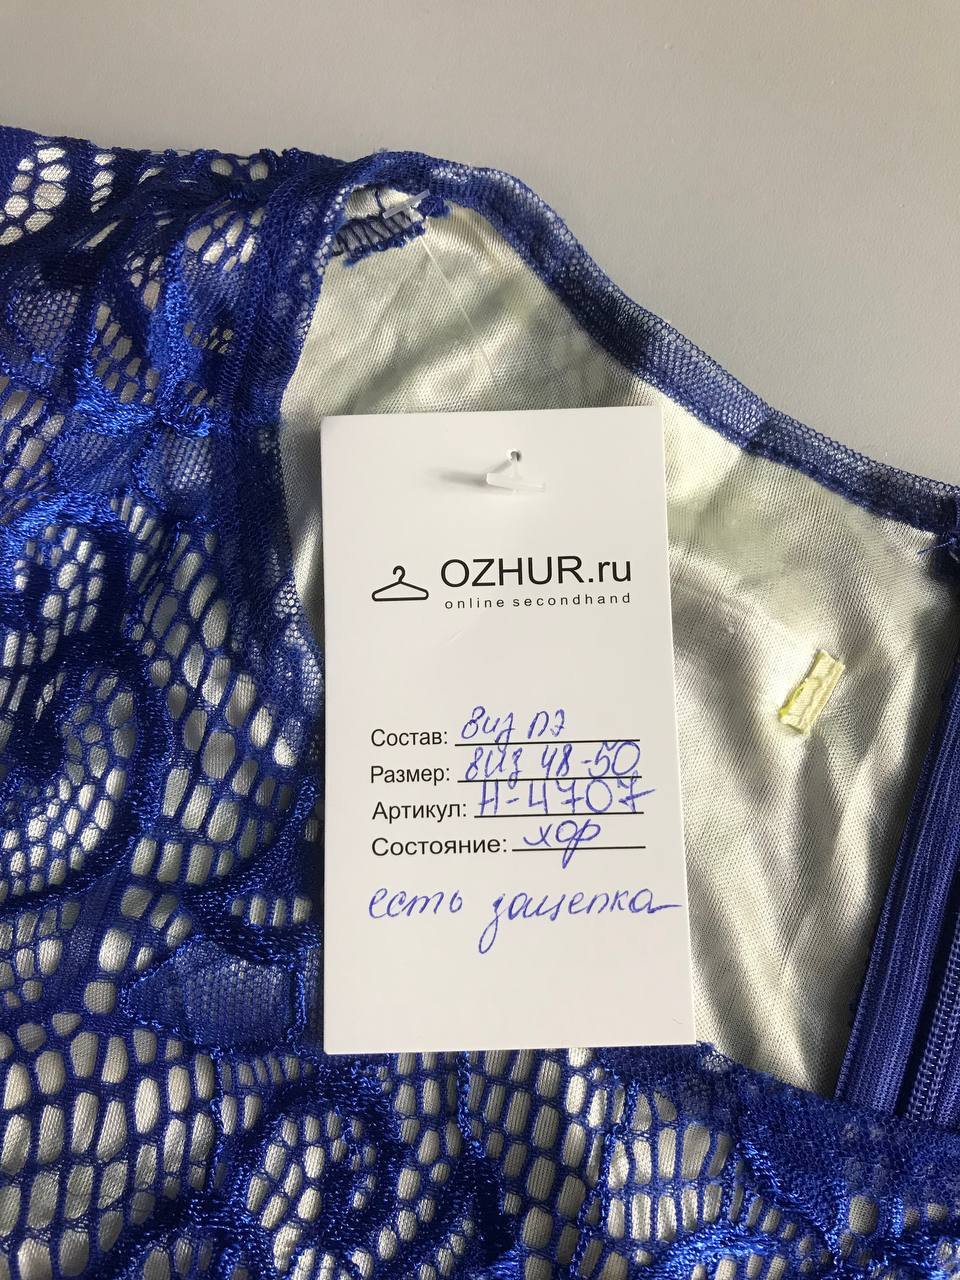 OZHUR.ru
online secondhand
Состав: Виз ПЭ
Размер: виз 48-50
Артикул: Н-4707
Состояние: хор
есть зацепка